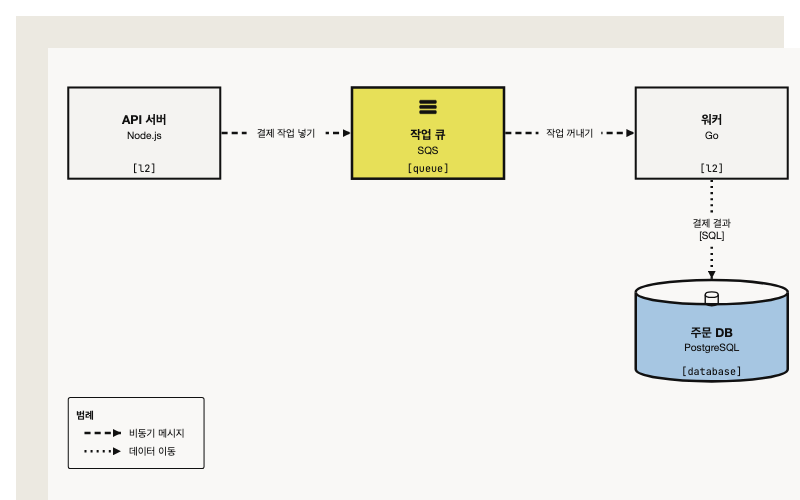 API 서버
Node.js
[l2]
결제 작업 넣기
작업 큐
SQS
[queue]
작업 꺼내기
워커
Go
[l2]
결제 결과
[SQL]
주문 DB
PostgreSQL
[database]
범례
비동기 메시지
데이터 이동